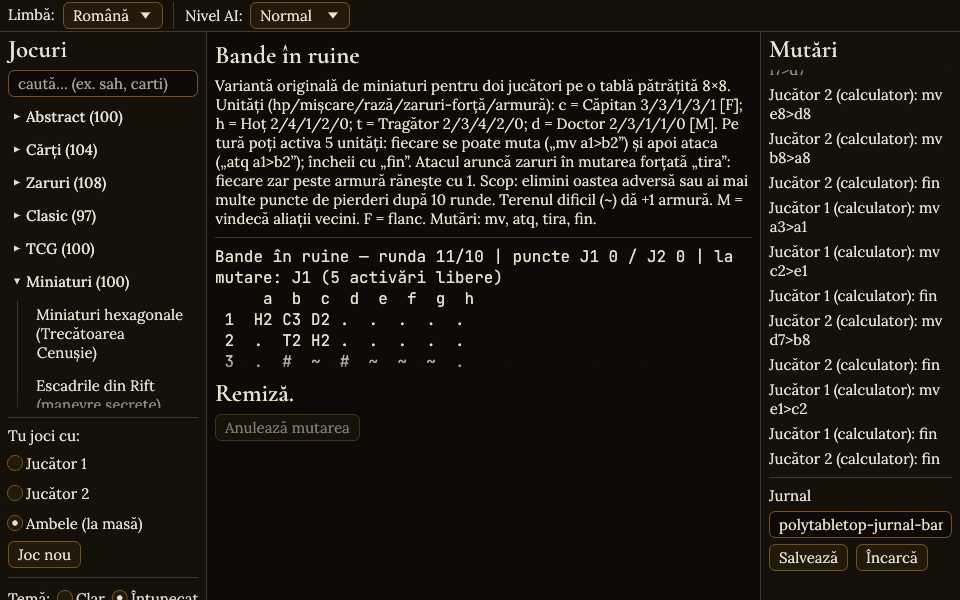 Limbă:
Română
Nivel AI:
Normal
Jocuri
caută... (ex. sah, carti)
Abstract (100)
Cărți (104)
Zaruri (108)
Clasic (97)
TCG (100)
Miniaturi (100)
Miniaturi hexagonale
(Trecătoarea
Cenușie)
Escadrile din Rift
(manevre secrete)
Tu joci cu:
Jucător 1
Jucător 2
Ambele (la masă)
Joc nou
Temă:
Clar
Întunecat
Bande în ruine
Variantă originală de miniaturi pentru doi jucători pe o tablă pătrățită 8×8.
Unități (hp/mișcare/rază/zaruri-forță/armură): c = Căpitan 3/3/1/3/1 [F];
h = Hoț 2/4/1/2/0; t = Trăgător 2/3/4/2/0; d = Doctor 2/3/1/1/0 [M]. Pe
tură poți activa 5 unități: fiecare se poate muta („mv a1>b2”) și apoi ataca
(„atq a1>b2”); închei cu „fin”. Atacul aruncă zaruri în mutarea forțată „tira”:
fiecare zar peste armură rănește cu 1. Scop: elimini oastea adversă sau ai mai
multe puncte de pierderi după 10 runde. Terenul dificil (~) dă +1 armură. M =
vindecă aliații vecini. F = flanc. Mutări: mv, atq, tira, fin.
Bande în ruine — runda 11/10 | puncte J1 0 / J2 0 | la
mutare: J1 (5 activări libere)
a b c d e f g h
1 H2 C3 D2 . . . . .
2 . T2 H2 . . . . .
3 . # ~ # ~ ~ ~ .
Remiză.
Anulează mutarea
Mutări
Jucător 2 (calculator): mv
e8>d8
Jucător 2 (calculator): mv
b8>a8
Jucător 2 (calculator): fin
Jucător 1 (calculator): mv
a3>a1
Jucător 1 (calculator): mv
c2>e1
Jucător 1 (calculator): fin
Jucător 2 (calculator): mv
d7>b8
Jucător 2 (calculator): fin
Jucător 1 (calculator): mv
e1>c2
Jucător 1 (calculator): fin
Jucător 2 (calculator): fin
Jurnal
polytabletop-jurnal-bar
Salvează
Încarcă